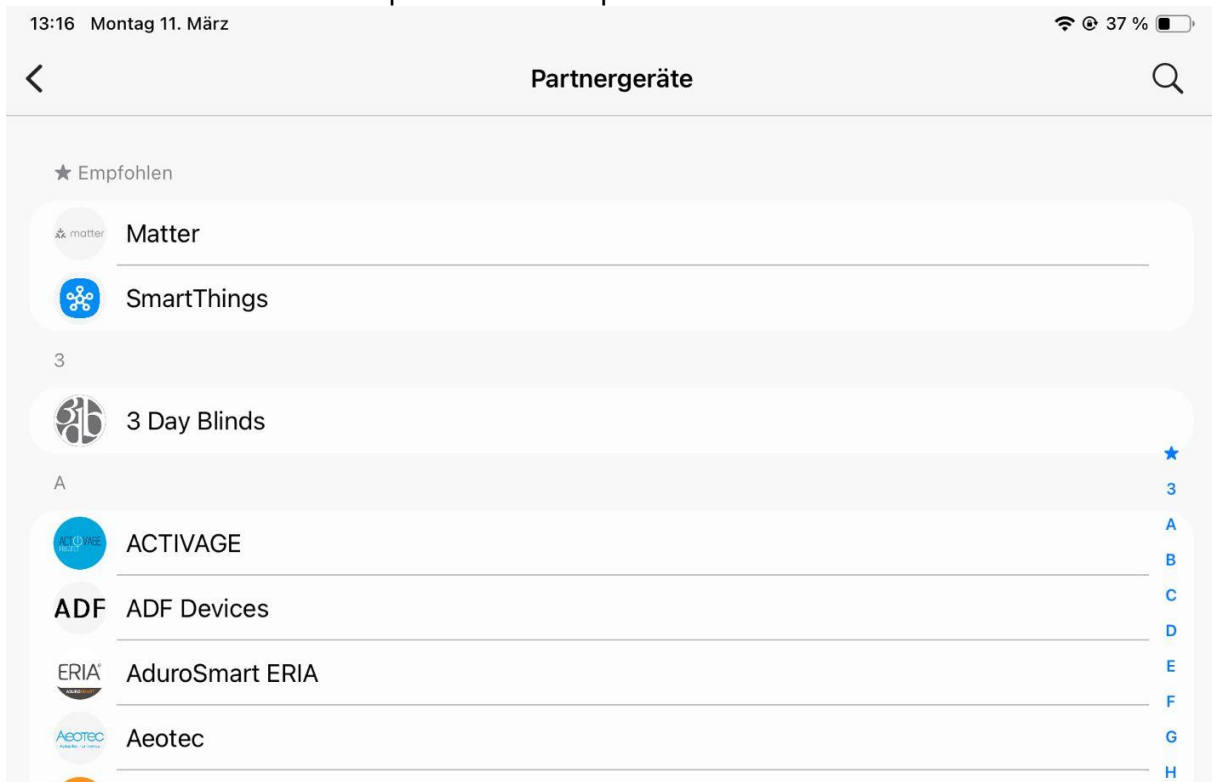 13:16 Montag 11. März 37 %
Partnergeräte
★ Empfohlen
matter Matter
SmartThings
3
3 Day Blinds
A
3
ACTIVAGE
A
B
ADF ADF Devices
C
D
ERIA AduroSmart ERIA
E
F
Aeotec Aeotec
G
H